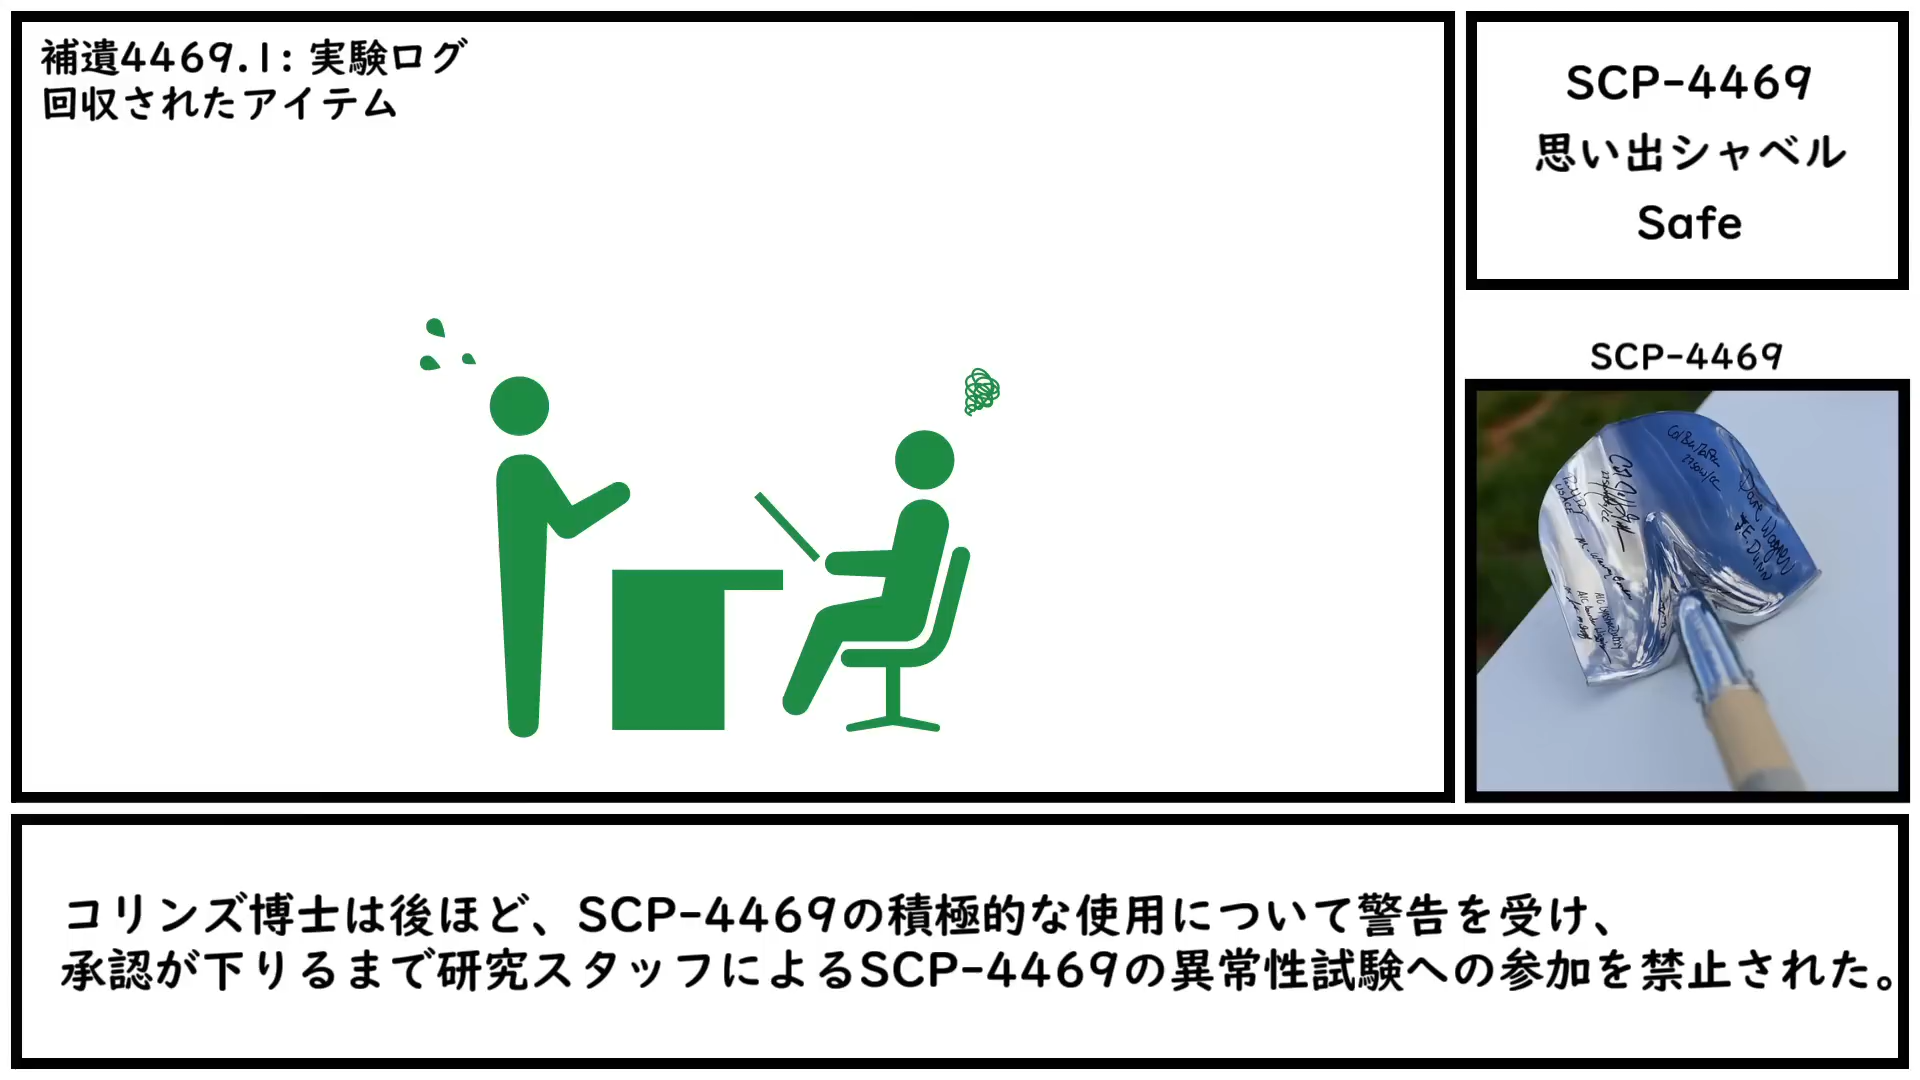 補遺4469.1: 実験ログ
回収されたアイテム
SCP-4469
思い出シャベル
Safe
SCP-4469
Dave Wagner
J.E. DUNN
コリンズ博士は後ほど、SCP-4469の積極的な使用について警告を受け、
承認が下りるまで研究スタッフによるSCP-4469の異常性試験への参加を禁止された。